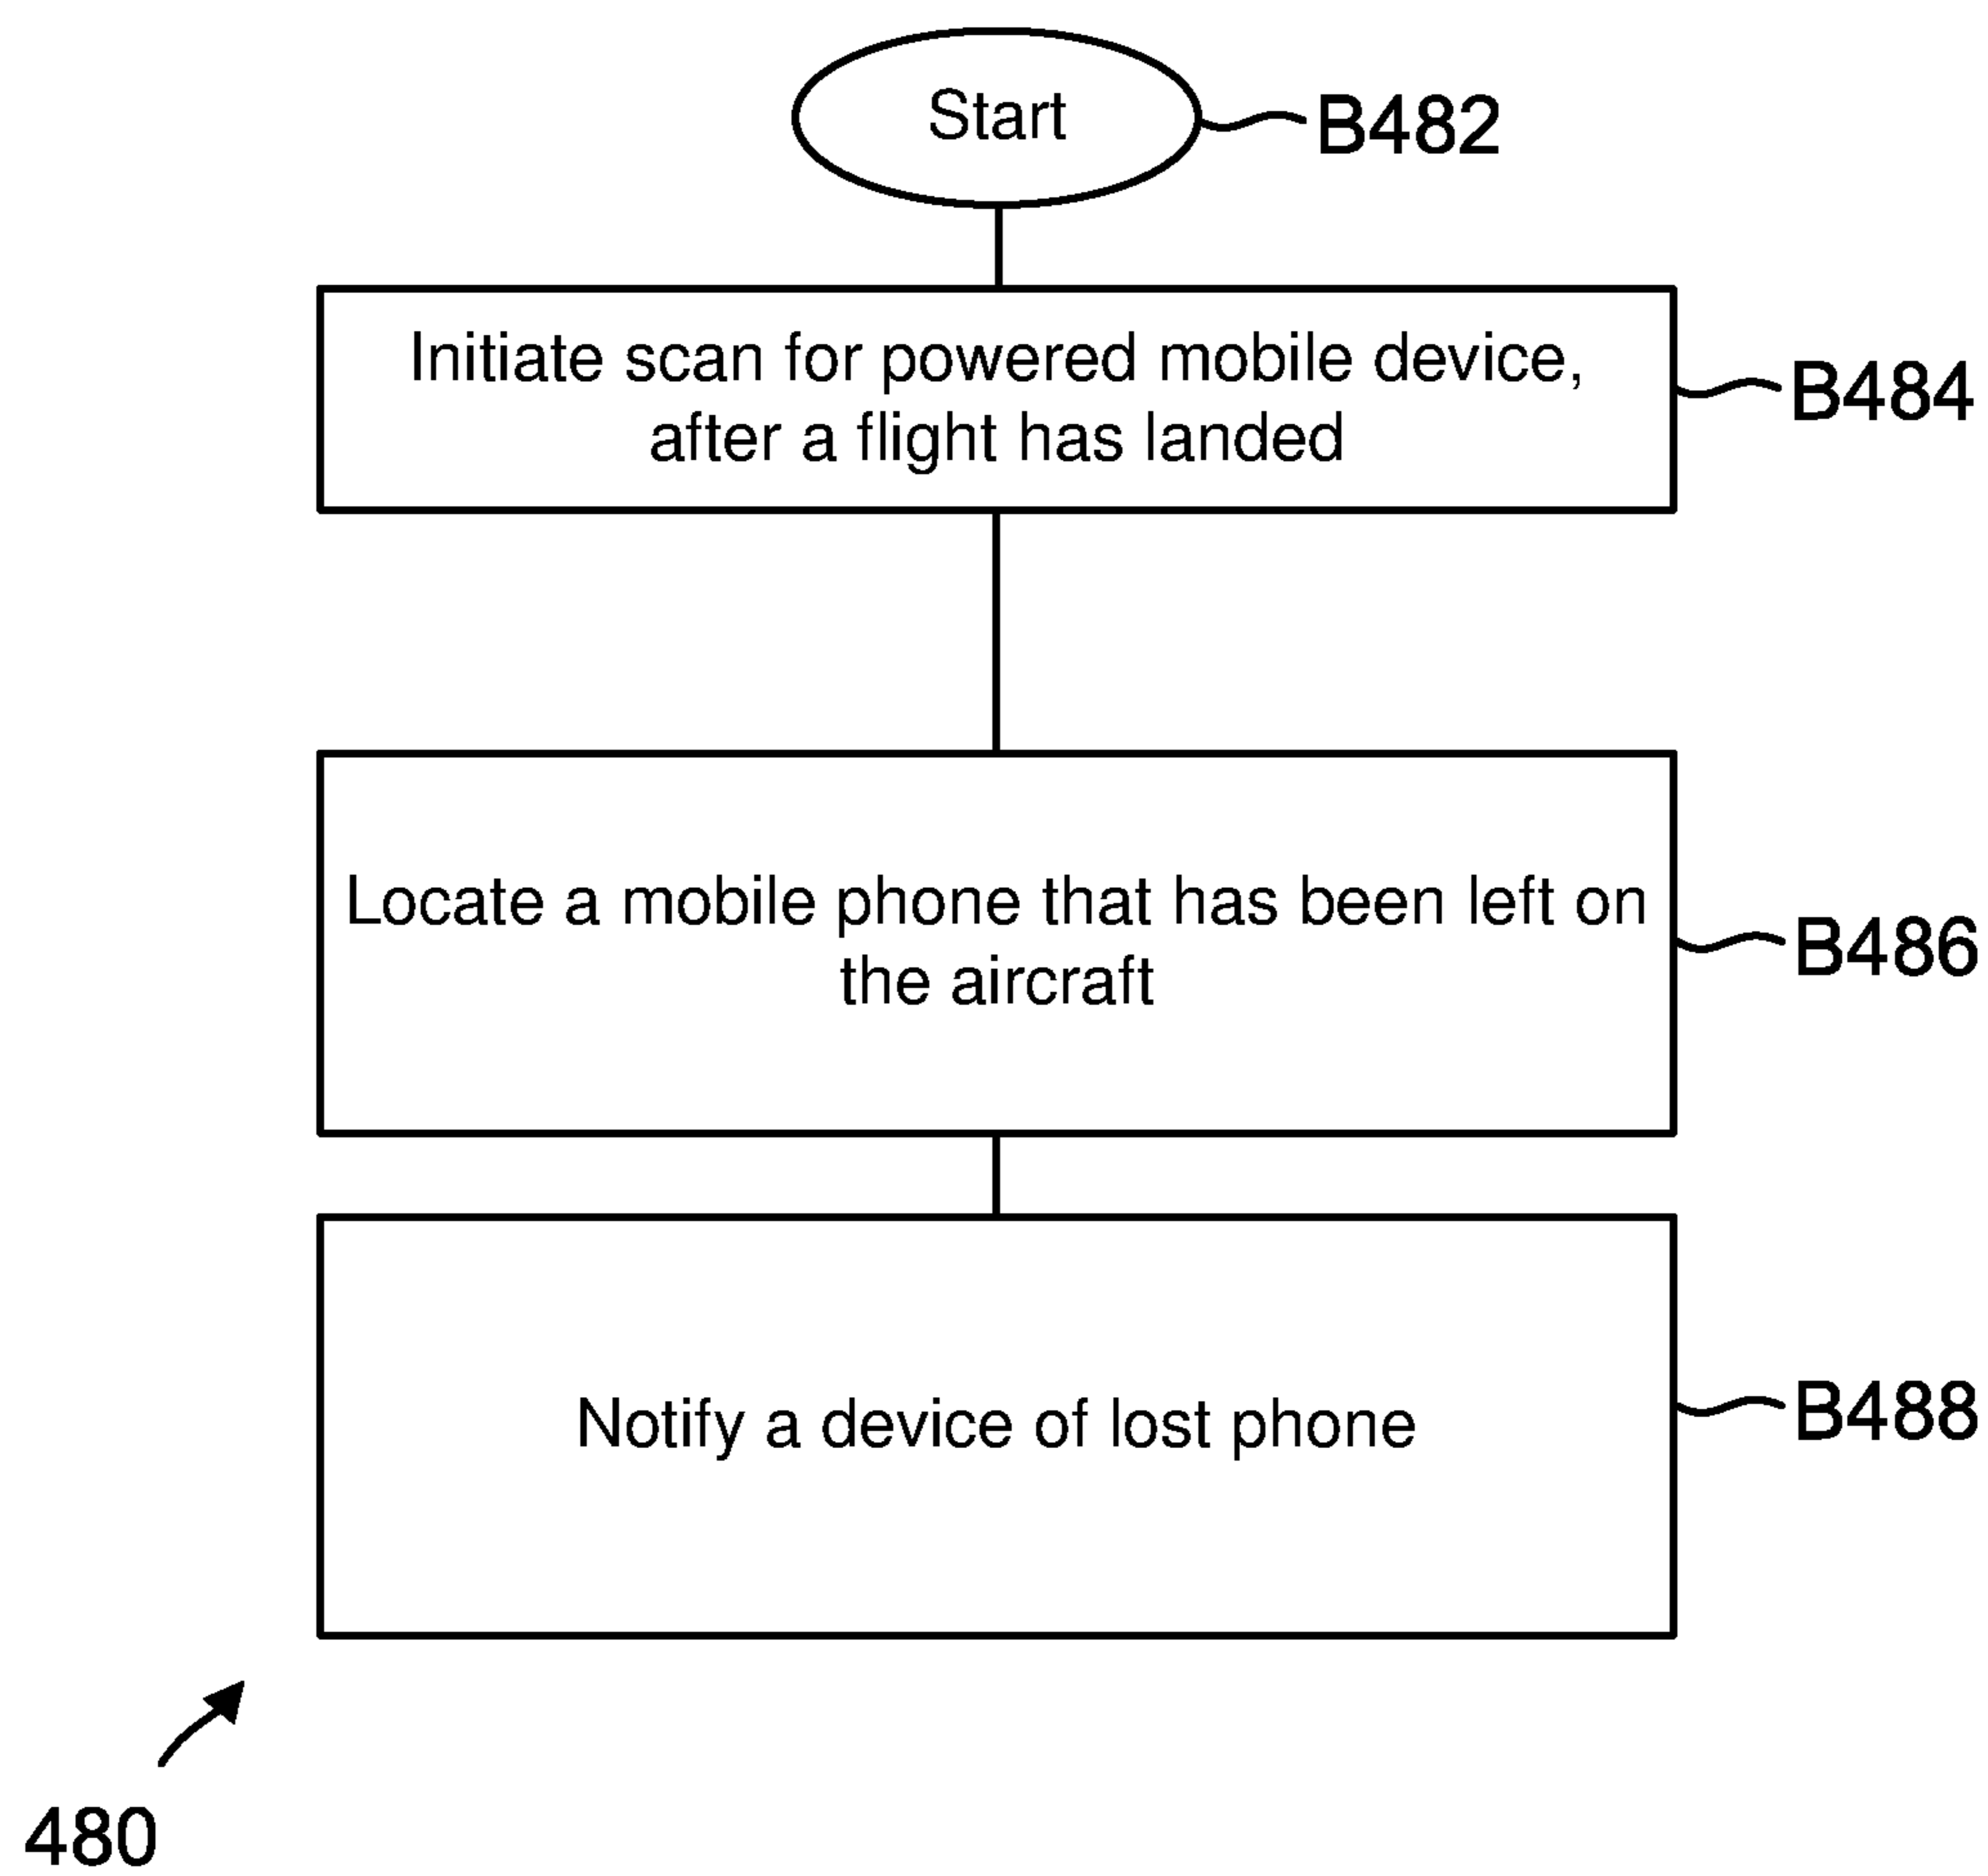 Start
B482
Initiate scan for powered mobile device,
after a flight has landed
B484
Locate a mobile phone that has been left on
the aircraft
B486
Notify a device of lost phone
B488
480